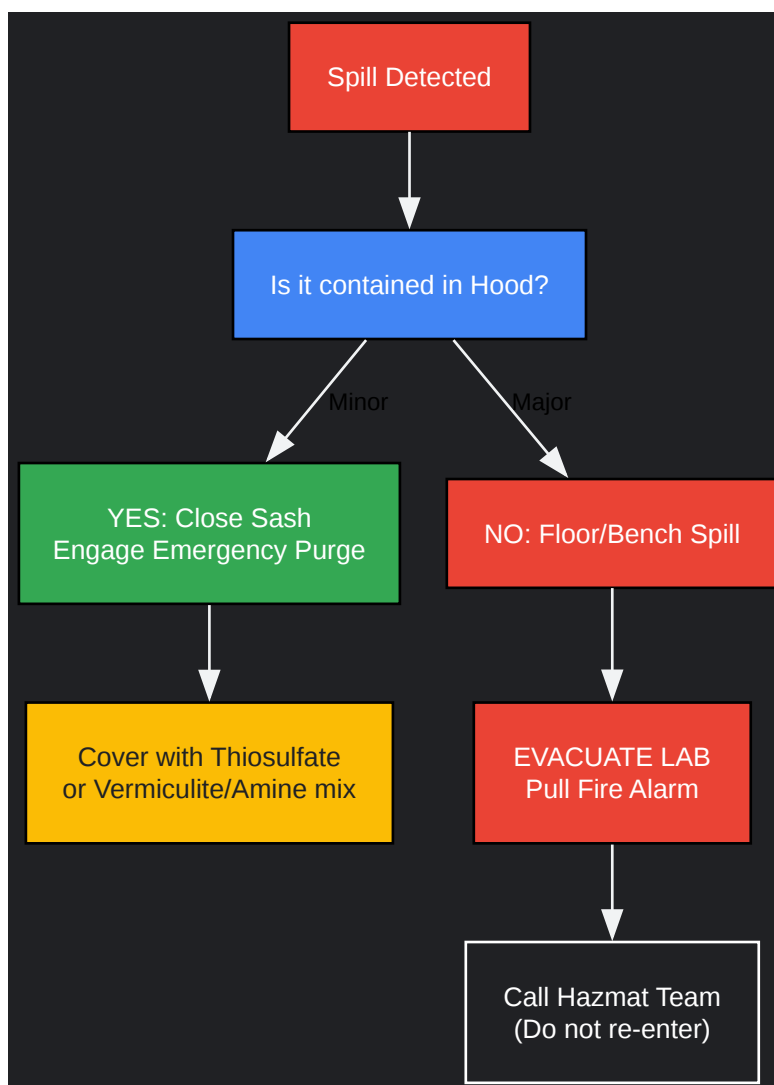 Spill Detected
Is it contained in Hood?
Minor
Major
YES: Close Sash
Engage Emergency Purge
NO: Floor/Bench Spill
Cover with Thiosulfate
or Vermiculite/Amine mix
EVACUATE LAB
Pull Fire Alarm
Call Hazmat Team
(Do not re-enter)